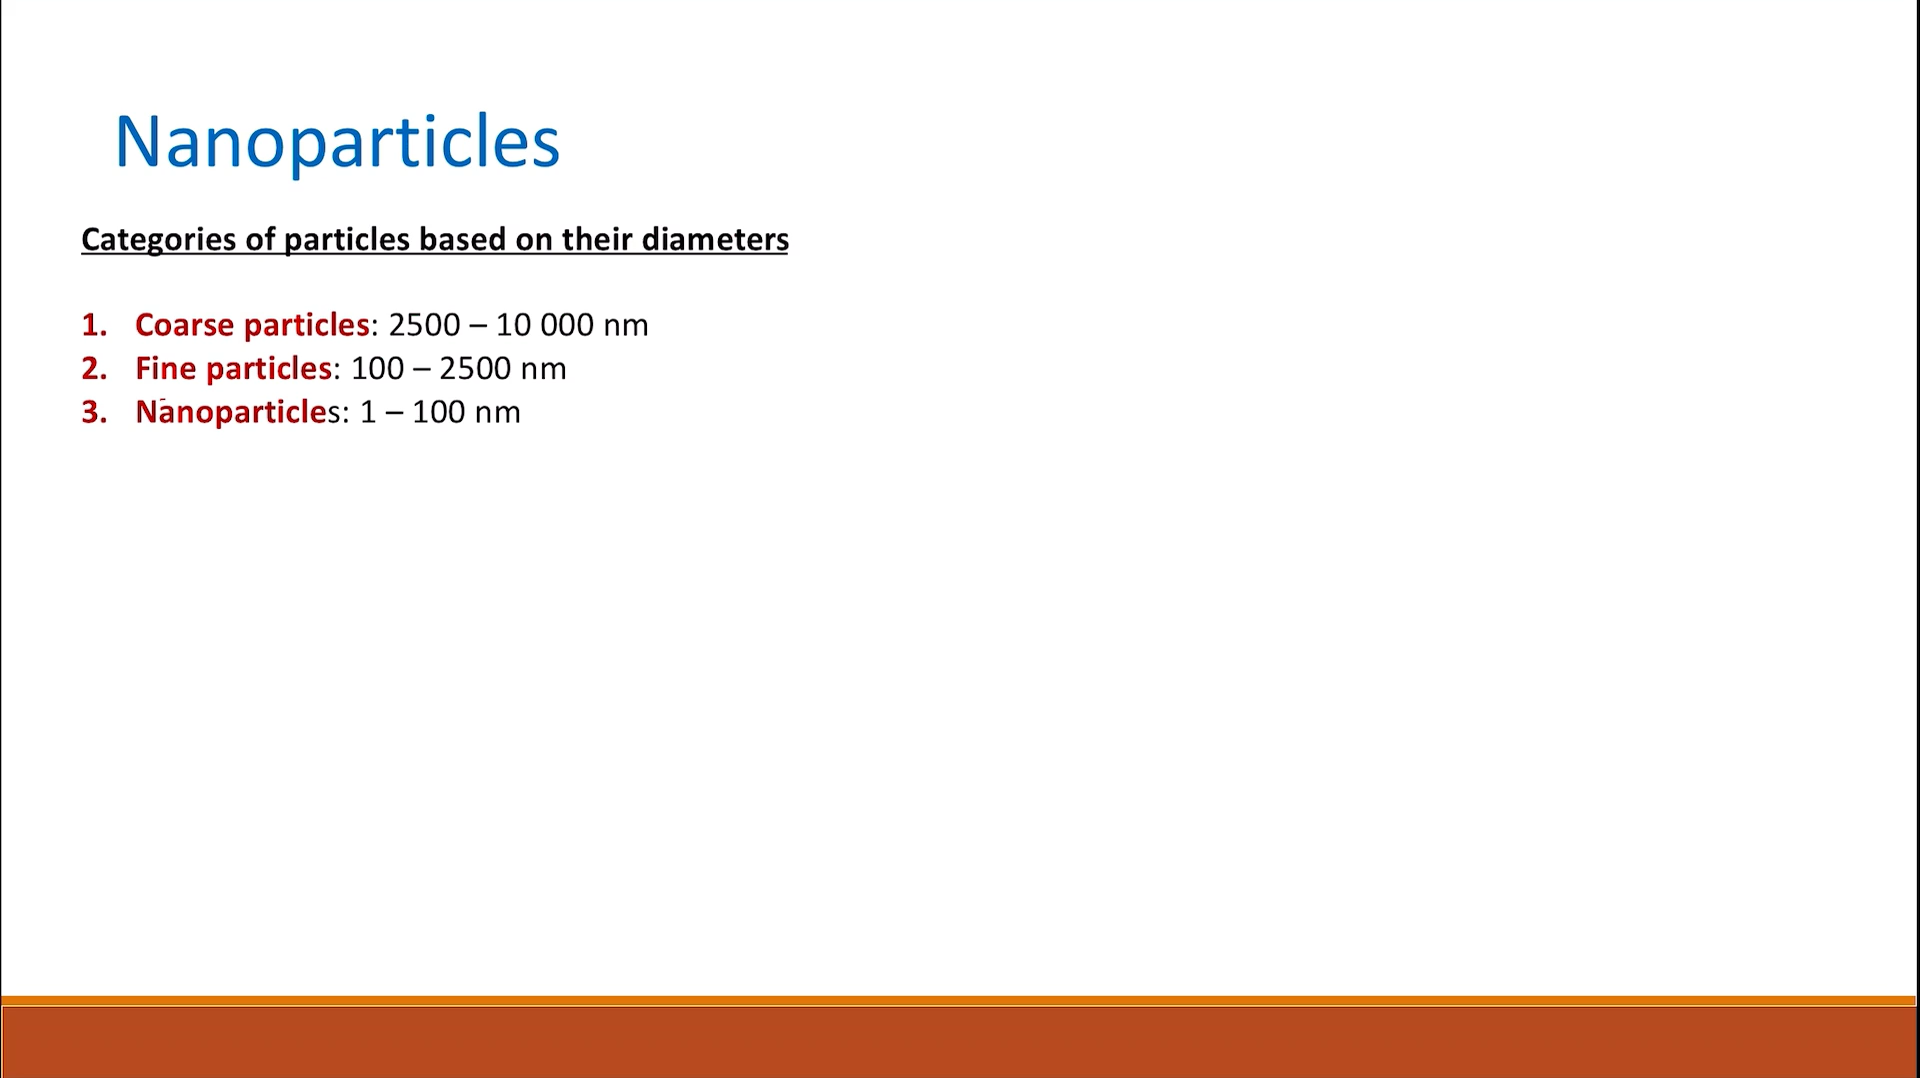 Nanoparticles
Categories of particles based on their diameters
1. Coarse particles: 2500 – 10 000 nm
2. Fine particles: 100 – 2500 nm
3. Nanoparticles: 1 – 100 nm